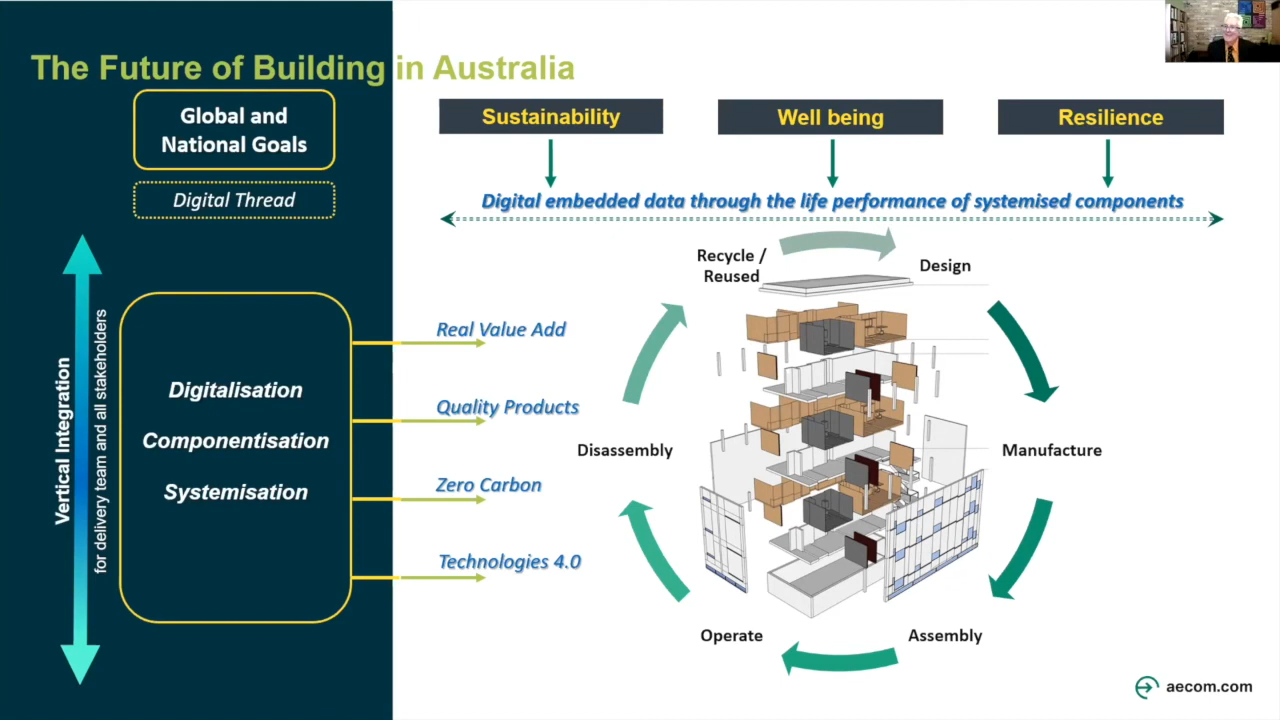 The Future of Building in Australia
Global and
National Goals
Digital Thread
Vertical Integration
for delivery team and all stakeholders
Digitalisation
Componentisation
Systemisation
Sustainability
Well being
Resilience
Digital embedded data through the life performance of systemised components
Real Value Add
Quality Products
Zero Carbon
Technologies 4.0
Recycle /
Reused
Design
Disassembly
Manufacture
Operate
Assembly
aecom.com